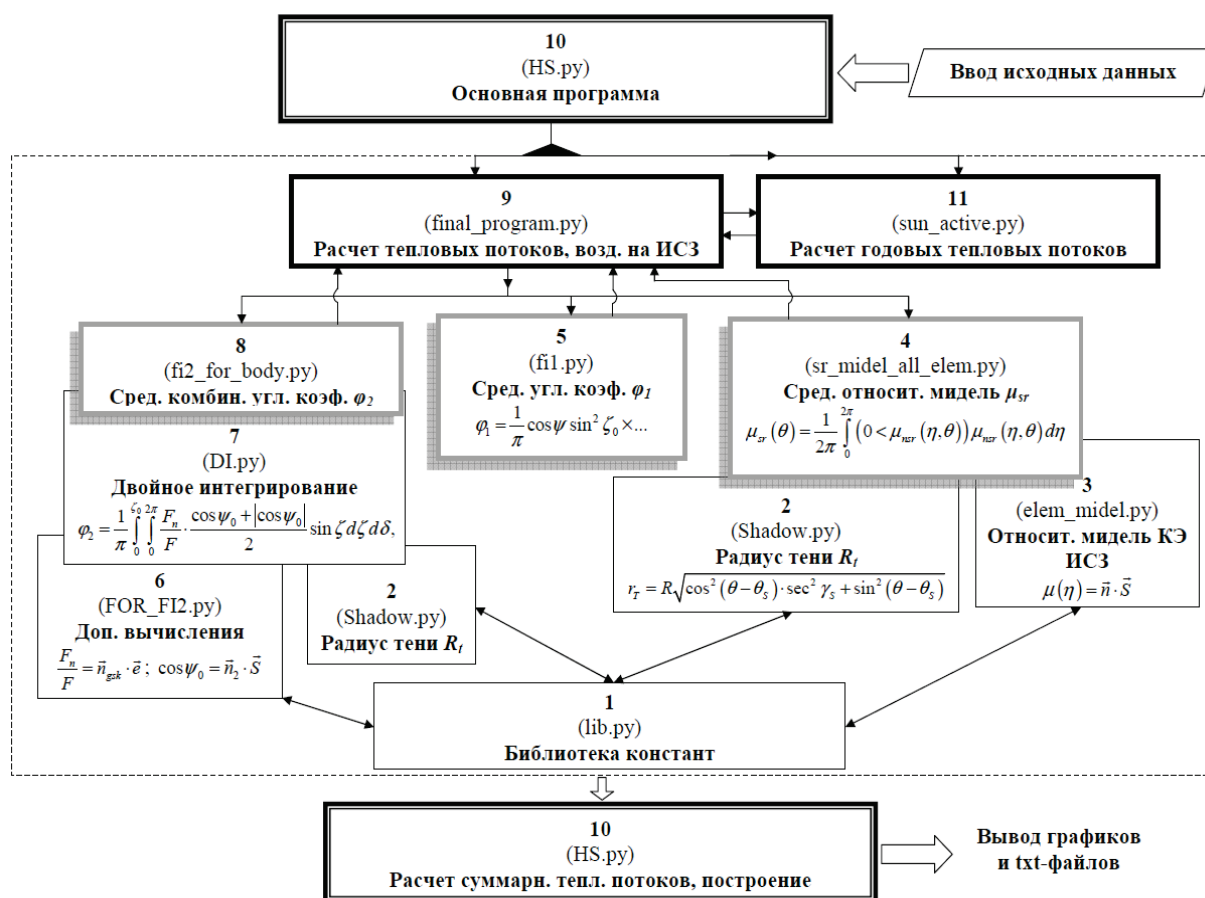 10
(HS.py)
Основная программа
Ввод исходных данных
9
(final_program.py)
Расчет тепловых потоков, возд. на ИСЗ
11
(sun_active.py)
Расчет годовых тепловых потоков
8
(fi2_for_body.py)
Сред. комбин. угл. коэф. φ₂
5
(fi1.py)
Сред. угл. коэф. φ₁
φ₁ = 1/π cosψ sin² ζ₀ ×...
4
(sr_midel_all_elem.py)
Сред. относит. мидель μₛᵣ
μₛᵣ(θ) = 1/2π ∫₀^2π (0 < μₙₛᵣ(η,θ)) μₙₛᵣ(η,θ) dη
7
(DI.py)
Двойное интегрирование
φ₂ = 1/π ∫₀^ζ₀ ∫₀^2π Fₙ/F · (cosψ₀ + |cosψ₀|)/2 sin ζ dζ dδ,
2
(Shadow.py)
Радиус тени Rₜ
r_T = R√(cos²(θ−θ_S)·sec² γ_S + sin²(θ−θ_S))
3
(elem_midel.py)
Относит. мидель КЭ
ИСЗ
μ(η) = n⃗ · S⃗
6
(FOR_FI2.py)
Доп. вычисления
Fₙ/F = n⃗_gsk · e⃗ ; cosψ₀ = n⃗₂ · S⃗
2
(Shadow.py)
Радиус тени Rₜ
1
(lib.py)
Библиотека констант
10
(HS.py)
Расчет суммарн. тепл. потоков, построение
Вывод графиков
и txt-файлов